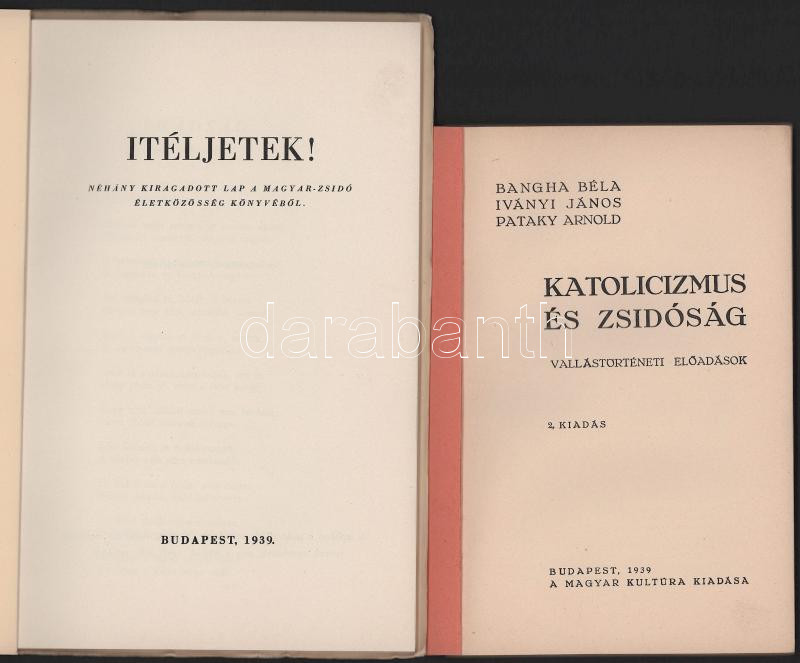 ITÉLJETEK!
NÉHÁNY KIRAGADOTT LAP A MAGYAR-ZSIDÓ
ÉLETKÖZÖSSÉG KÖNYVÉBŐL.
BUDAPEST, 1939.
BANGHA BÉLA
IVÁNYI JÁNOS
PATAKY ARNOLD
KATOLICIZMUS
ÉS ZSIDÓSÁG
VALLÁSTÖRTÉNETI ELŐADÁSOK
2. KIADÁS
BUDAPEST, 1939
A MAGYAR KULTÚRA KIADÁSA
darabanth